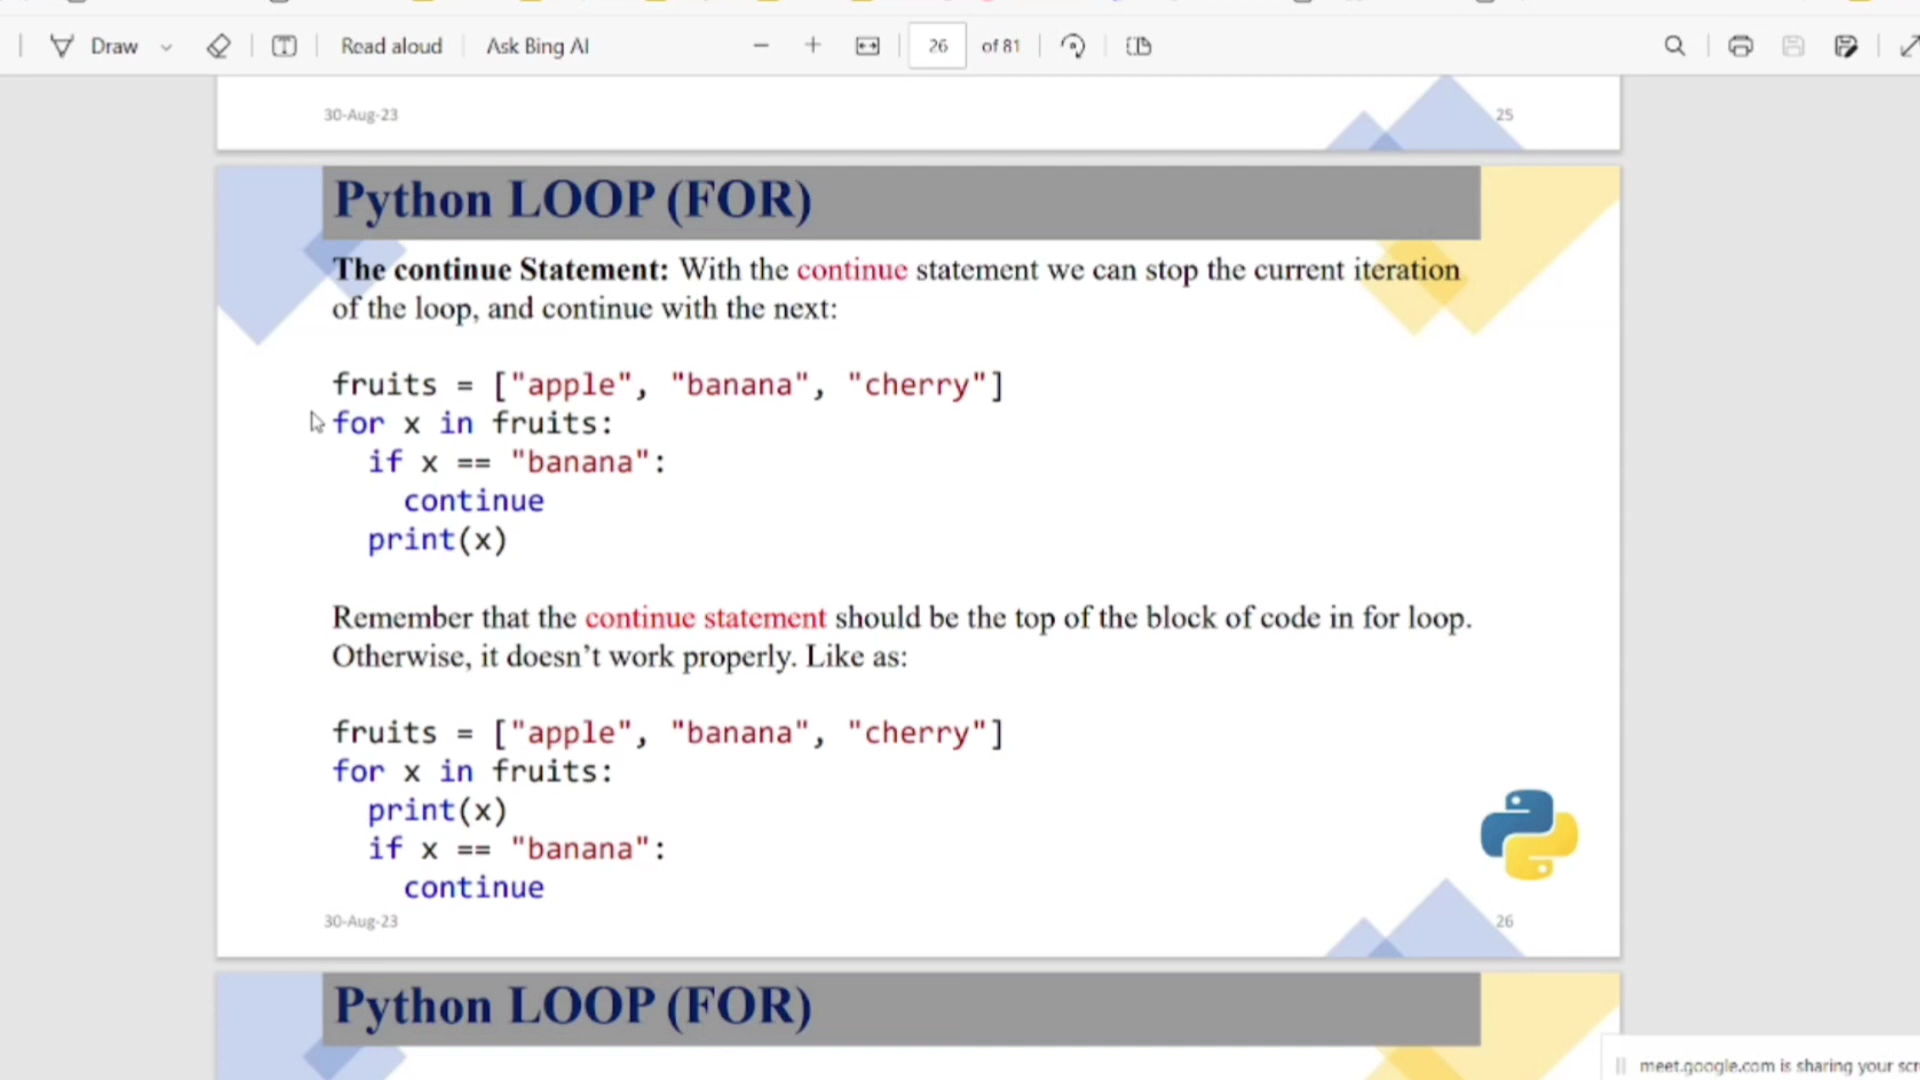 Draw Read aloud Ask Bing AI 26 of 81
30-Aug-23 25
Python LOOP (FOR)
The continue Statement: With the continue statement we can stop the current iteration
of the loop, and continue with the next:
fruits = ["apple", "banana", "cherry"]
for x in fruits:
if x == "banana":
continue
print(x)
Remember that the continue statement should be the top of the block of code in for loop.
Otherwise, it doesn’t work properly. Like as:
fruits = ["apple", "banana", "cherry"]
for x in fruits:
print(x)
if x == "banana":
continue
30-Aug-23 26
Python LOOP (FOR)
meet.google.com is sharing your scr